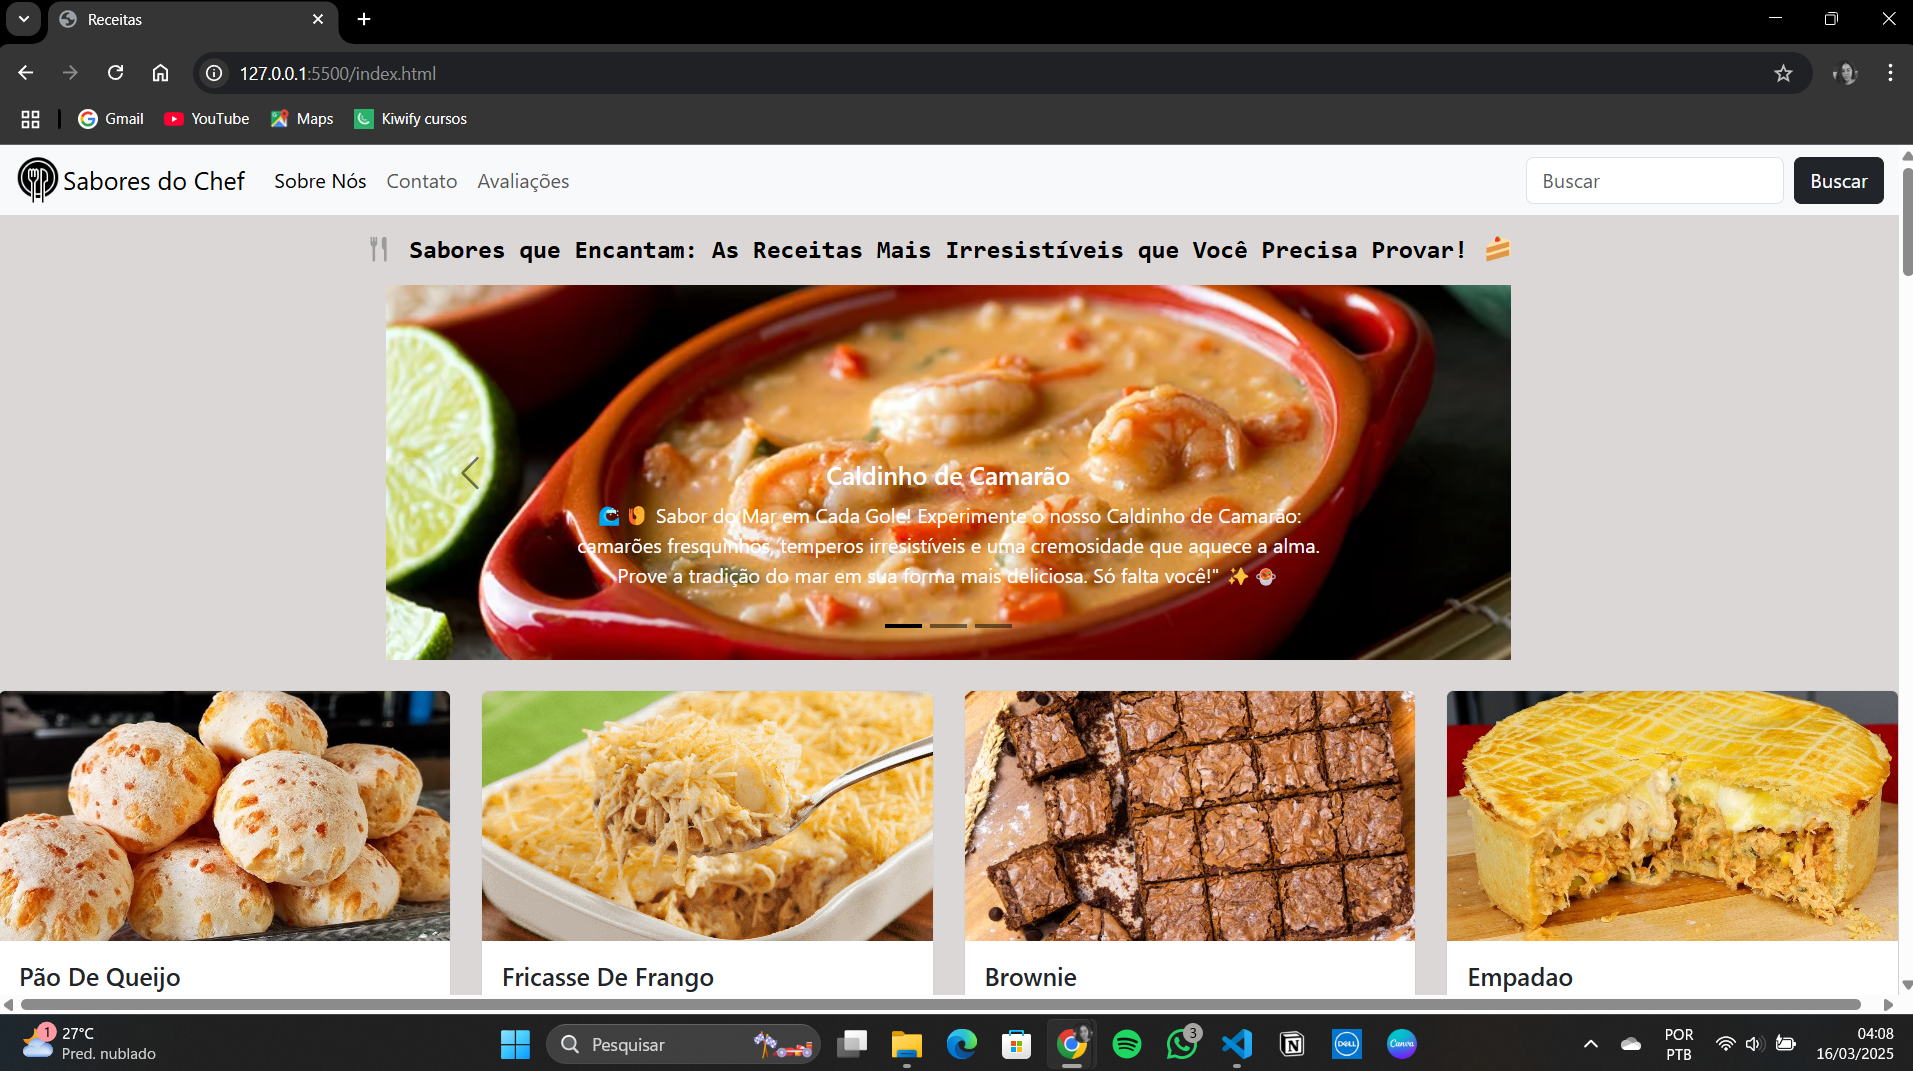 Receitas
127.0.0.1:5500/index.html
Gmail YouTube Maps Kiwify cursos
Sabores do Chef Sobre Nós Contato Avaliações Buscar Buscar
🍴 Sabores que Encantam: As Receitas Mais Irresistíveis que Você Precisa Provar! 🍰
Caldinho de Camarão
🌊🍤 Sabor do Mar em Cada Gole! Experimente o nosso Caldinho de Camarão:
camarões fresquinhos, temperos irresistíveis e uma cremosidade que aquece a alma.
Prove a tradição do mar em sua forma mais deliciosa. Só falta você!" ✨🍲
Pão De Queijo
Fricasse De Frango
Brownie
Empadao
1
27°C
Pred. nublado
Pesquisar
DELL
Canva
3
POR
PTB
04:08
16/03/2025